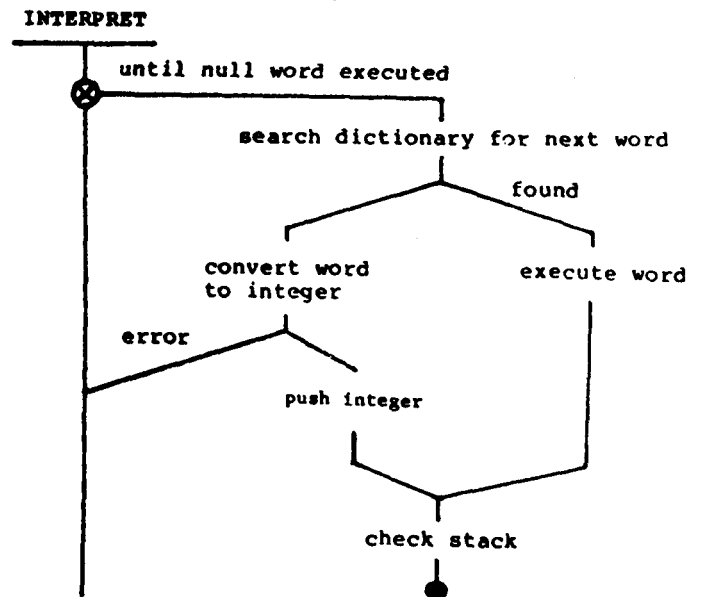 INTERPRET
until null word executed
search dictionary for next word
found
convert word
to integer
execute word
error
push integer
check stack